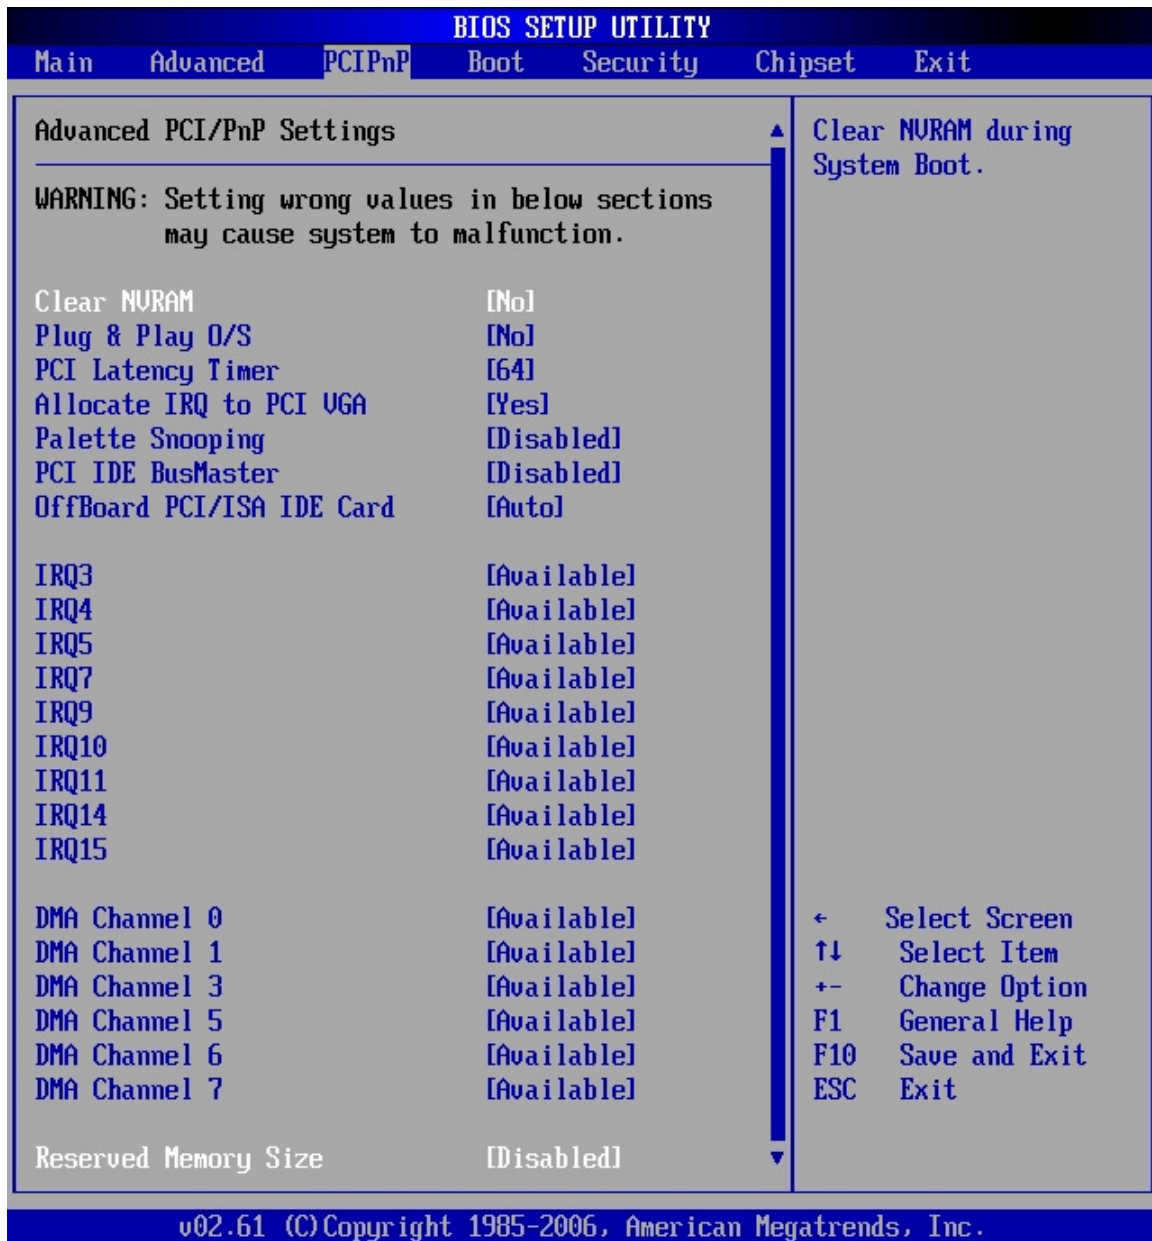 BIOS SETUP UTILITY
Main Advanced PCIPnP Boot Security Chipset Exit
Advanced PCI/PnP Settings
WARNING: Setting wrong values in below sections
may cause system to malfunction.
Clear NVRAM [No]
Plug & Play O/S [No]
PCI Latency Timer [64]
Allocate IRQ to PCI VGA [Yes]
Palette Snooping [Disabled]
PCI IDE BusMaster [Disabled]
OffBoard PCI/ISA IDE Card [Auto]
IRQ3 [Available]
IRQ4 [Available]
IRQ5 [Available]
IRQ7 [Available]
IRQ9 [Available]
IRQ10 [Available]
IRQ11 [Available]
IRQ14 [Available]
IRQ15 [Available]
DMA Channel 0 [Available]
DMA Channel 1 [Available]
DMA Channel 3 [Available]
DMA Channel 5 [Available]
DMA Channel 6 [Available]
DMA Channel 7 [Available]
Reserved Memory Size [Disabled]
Clear NVRAM during
System Boot.
← Select Screen
↑↓ Select Item
+- Change Option
F1 General Help
F10 Save and Exit
ESC Exit
v02.61 (C)Copyright 1985-2006, American Megatrends, Inc.